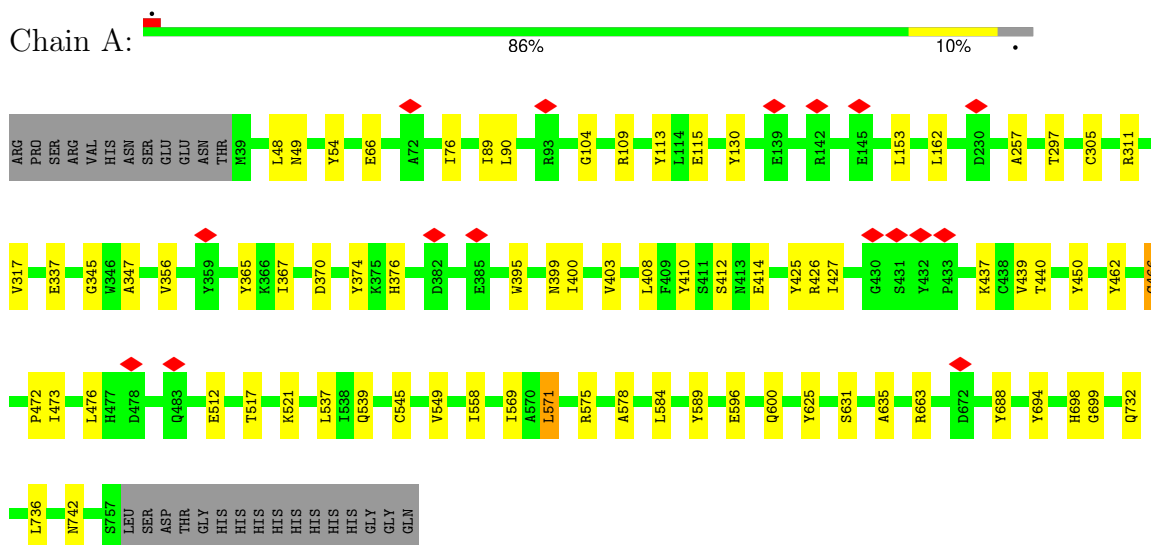 Chain A:
86%
10%
ARG PRO SER ARG VAL HIS ASN SER GLU GLU ASN THR M39 L48 N49 Y54 E66 A72 I76 I89 L90 R93 G104 R109 Y113 L114 E115 Y130 E139 R142 E145 L153 L162 D230 A257 T297 C305 R311
V317 E337 G345 W346 A347 V356 Y359 Y365 K366 I367 D370 Y374 K375 H376 D382 E385 W395 N399 I400 V403 L408 F409 Y410 S411 S412 N413 E414 Y425 R426 I427 G430 S431 Y432 P433 K437 C438 V439 T440 Y450 Y462
P472 I473 L476 H477 D478 Q483 E512 T517 K521 L537 I538 Q539 C545 V549 I558 I569 A570 L571 R575 A578 L584 Y589 E596 Q600 Y625 S631 A635 R663 D672 Y688 Y694 H698 G699 Q732
L736 N742 S757 LEU SER ASP THR GLY HIS HIS HIS HIS HIS HIS HIS HIS GLY GLY GLN